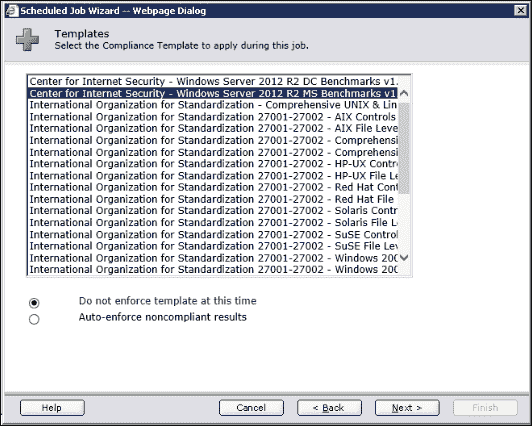 Scheduled Job Wizard -- Webpage Dialog
Templates
Select the Compliance Template to apply during this job.
Center for Internet Security - Windows Server 2012 R2 DC Benchmarks v1.
Center for Internet Security - Windows Server 2012 R2 MS Benchmarks v1
International Organization for Standardization - Comprehensive UNIX & Lin
International Organization for Standardization 27001-27002 - AIX Controls
International Organization for Standardization 27001-27002 - AIX File Leve
International Organization for Standardization 27001-27002 - Comprehensi
International Organization for Standardization 27001-27002 - Comprehensi
International Organization for Standardization 27001-27002 - HP-UX Contr
International Organization for Standardization 27001-27002 - HP-UX File Le
International Organization for Standardization 27001-27002 - Red Hat Cont
International Organization for Standardization 27001-27002 - Red Hat File
International Organization for Standardization 27001-27002 - Solaris Contr
International Organization for Standardization 27001-27002 - Solaris File L
International Organization for Standardization 27001-27002 - SuSE Control
International Organization for Standardization 27001-27002 - SuSE File Lev
International Organization for Standardization 27001-27002 - Windows 200
International Organization for Standardization 27001-27002 - Windows 200
Do not enforce template at this time
Auto-enforce noncompliant results
Help
Cancel
< Back
Next >
Finish